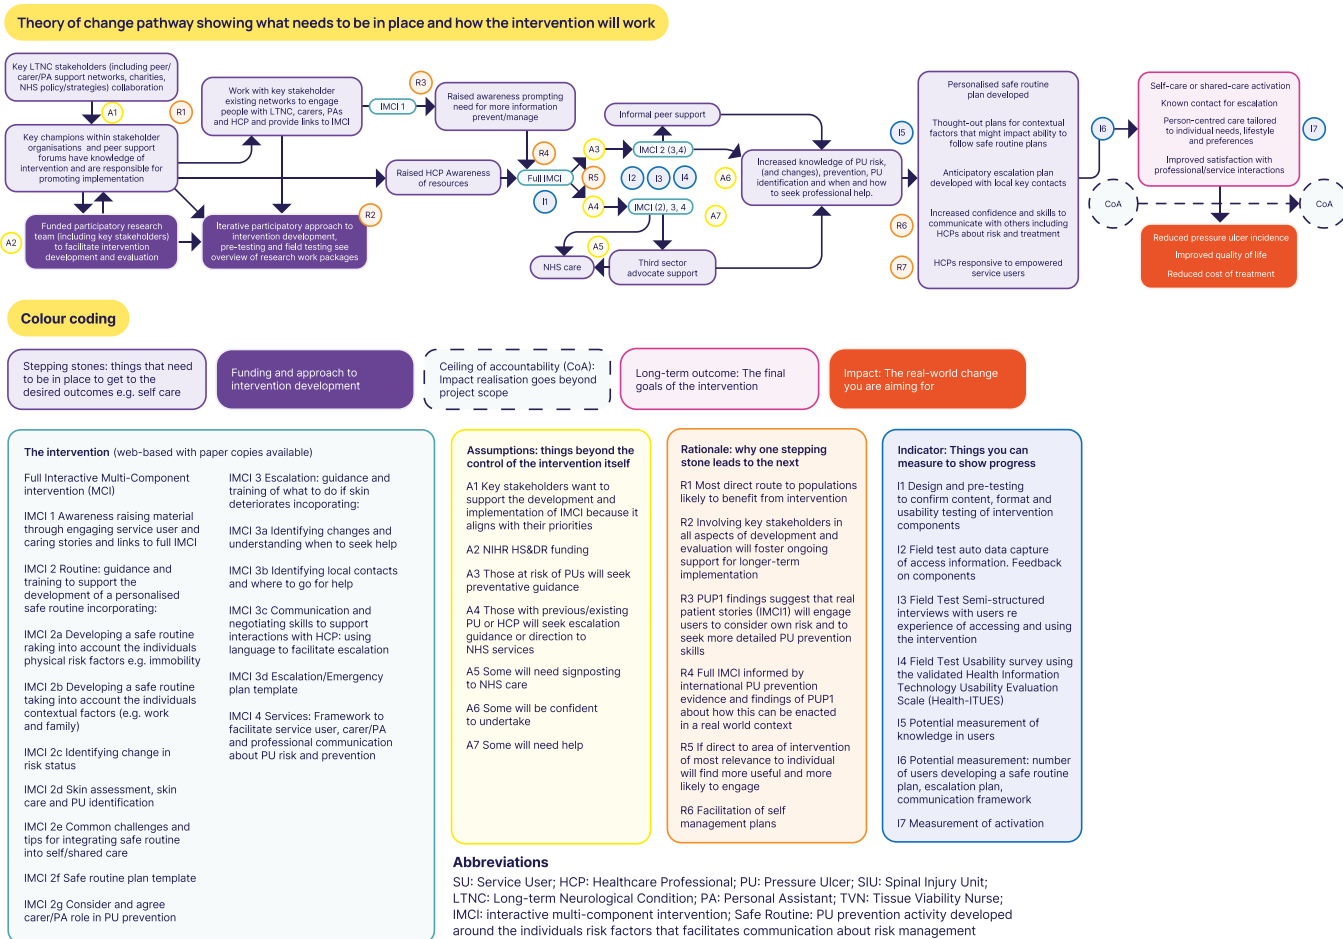 Theory of change pathway showing what needs to be in place and how the intervention will work
Key LTNC stakeholders (including peer/
carer/PA support networks, charities,
NHS policy/strategies) collaboration
A1
R1
Key champions within stakeholder
organisations and peer support
forums have knowledge of
intervention and are responsible for
promoting implementation
A2
Funded participatory research
team (including key stakeholders)
to facilitate intervention
development and evaluation
Work with key stakeholder
existing networks to engage
people with LTNC, carers, PAs
and HCP and provide links to IMCI
R2
Iterative participatory approach to
intervention development,
pre-testing and field testing see
overview of research work packages
IMCI 1
R3
Raised awareness prompting
need for more information
prevent/manage
Raised HCP Awareness
of resources
R4
Full IMCI
I1
A3
R5
A4
Informal peer support
IMCI 2 (3,4)
I2
I3
I4
IMCI (2), 3, 4
A5
NHS care
Third sector
advocate support
A6
A7
Increased knowledge of PU risk,
(and changes), prevention, PU
identification and when and how
to seek professional help.
I5
R6
R7
Personalised safe routine
plan developed
Thought-out plans for contextual
factors that might impact ability to
follow safe routine plans
Anticipatory escalation plan
developed with local key contacts
Increased confidence and skills to
communicate with others including
HCPs about risk and treatment
HCPs responsive to empowered
service users
I6
CoA
Self-care or shared-care activation
Known contact for escalation
Person-centred care tailored
to individual needs, lifestyle
and preferences
Improved satisfaction with
professional/service interactions
I7
CoA
Reduced pressure ulcer incidence
Improved quality of life
Reduced cost of treatment
Colour coding
Stepping stones: things that need
to be in place to get to the
desired outcomes e.g. self care
Funding and approach to
intervention development
Ceiling of accountability (CoA):
Impact realisation goes beyond
project scope
Long-term outcome: The final
goals of the intervention
Impact: The real-world change
you are aiming for
The intervention (web-based with paper copies available)
Full Interactive Multi-Component
intervention (MCI)
IMCI 1 Awareness raising material
through engaging service user and
caring stories and links to full IMCI
IMCI 2 Routine: guidance and
training to support the
development of a personalised
safe routine incorporating:
IMCI 2a Developing a safe routine
raking into account the individuals
physical risk factors e.g. immobility
IMCI 2b Developing a safe routine
taking into account the individuals
contextual factors (e.g. work
and family)
IMCI 2c Identifying change in
risk status
IMCI 2d Skin assessment, skin
care and PU identification
IMCI 2e Common challenges and
tips for integrating safe routine
into self/shared care
IMCI 2f Safe routine plan template
IMCI 2g Consider and agree
carer/PA role in PU prevention
IMCI 3 Escalation: guidance and
training of what to do if skin
deteriorates incoporating:
IMCI 3a Identifying changes and
understanding when to seek help
IMCI 3b Identifying local contacts
and where to go for help
IMCI 3c Communication and
negotiating skills to support
interactions with HCP: using
language to facilitate escalation
IMCI 3d Escalation/Emergency
plan template
IMCI 4 Services: Framework to
facilitate service user, carer/PA
and professional communication
about PU risk and prevention
Assumptions: things beyond the
control of the intervention itself
A1 Key stakeholders want to
support the development and
implementation of IMCI because it
aligns with their priorities
A2 NIHR HS&DR funding
A3 Those at risk of PUs will seek
preventative guidance
A4 Those with previous/existing
PU or HCP will seek escalation
guidance or direction to
NHS services
A5 Some will need signposting
to NHS care
A6 Some will be confident
to undertake
A7 Some will need help
Rationale: why one stepping
stone leads to the next
R1 Most direct route to populations
likely to benefit from intervention
R2 Involving key stakeholders in
all aspects of development and
evaluation will foster ongoing
support for longer-term
implementation
R3 PUP1 findings suggest that real
patient stories (IMCI1) will engage
users to consider own risk and to
seek more detailed PU prevention
skills
R4 Full IMCI informed by
international PU prevention
evidence and findings of PUP1
about how this can be enacted
in a real world context
R5 If direct to area of intervention
of most relevance to individual
will find more useful and more
likely to engage
R6 Facilitation of self
management plans
Indicator: Things you can
measure to show progress
I1 Design and pre-testing
to confirm content, format and
usability testing of intervention
components
I2 Field test auto data capture
of access information. Feedback
on components
I3 Field Test Semi-structured
interviews with users re
experience of accessing and using
the intervention
I4 Field Test Usability survey using
the validated Health Information
Technology Usability Evaluation
Scale (Health-ITUES)
I5 Potential measurement of
knowledge in users
I6 Potential measurement: number
of users developing a safe routine
plan, escalation plan,
communication framework
I7 Measurement of activation
Abbreviations
SU: Service User; HCP: Healthcare Professional; PU: Pressure Ulcer; SIU: Spinal Injury Unit;
LTNC: Long-term Neurological Condition; PA: Personal Assistant; TVN: Tissue Viability Nurse;
IMCI: interactive multi-component intervention; Safe Routine: PU prevention activity developed
around the individuals risk factors that facilitates communication about risk management